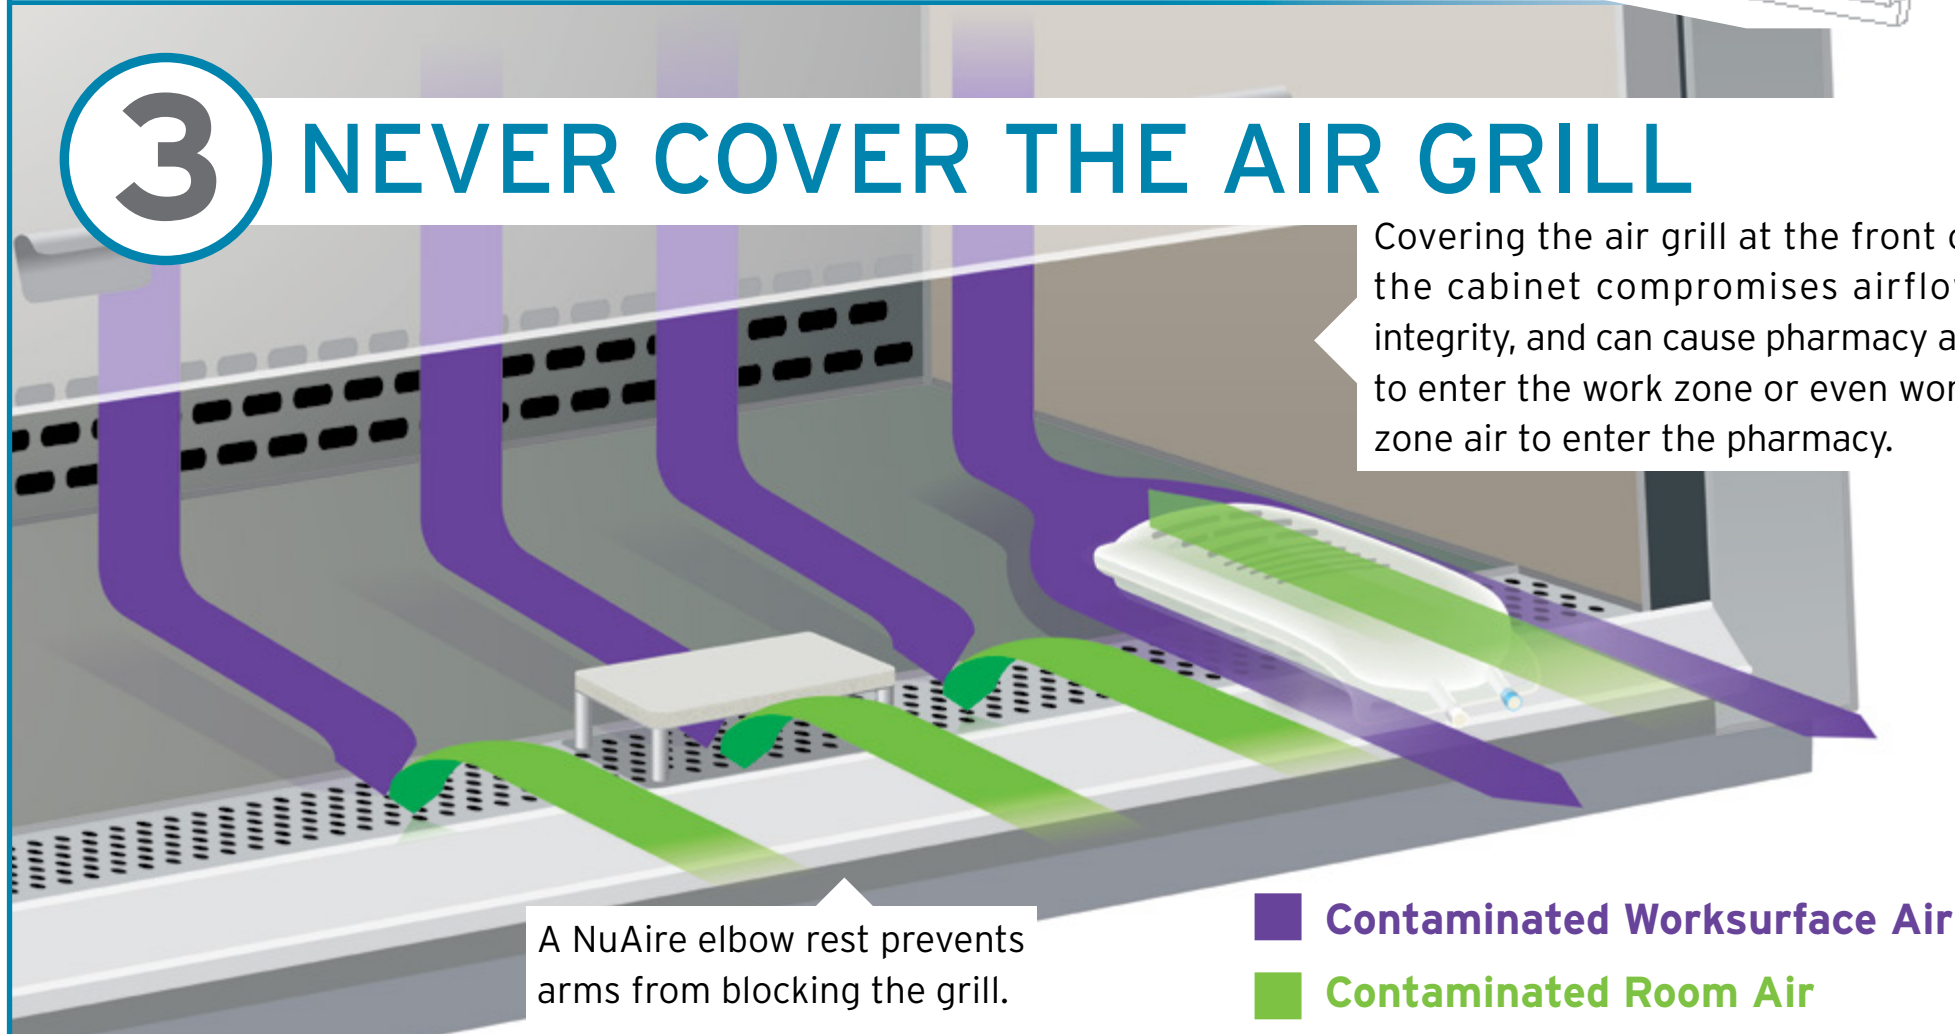 3 NEVER COVER THE AIR GRILL
Covering the air grill at the front
the cabinet compromises
integrity, and can cause pharmacy
to enter the work zone or even
zone air to enter the pharmacy.
A NuAire elbow rest prevents
arms from blocking the grill.
Contaminated Worksurface Air
Contaminated Room Air